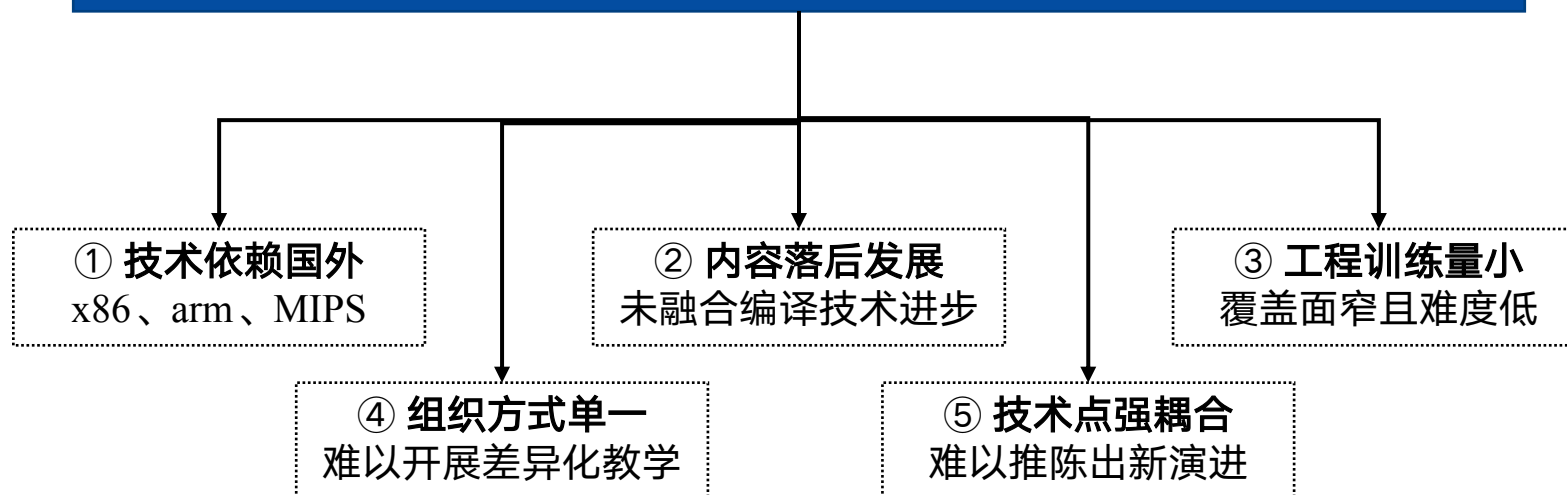 ① 技术依赖国外
x86、arm、MIPS
② 内容落后发展
未融合编译技术进步
③ 工程训练量小
覆盖面窄且难度低
④ 组织方式单一
难以开展差异化教学
⑤ 技术点强耦合
难以推陈出新演进